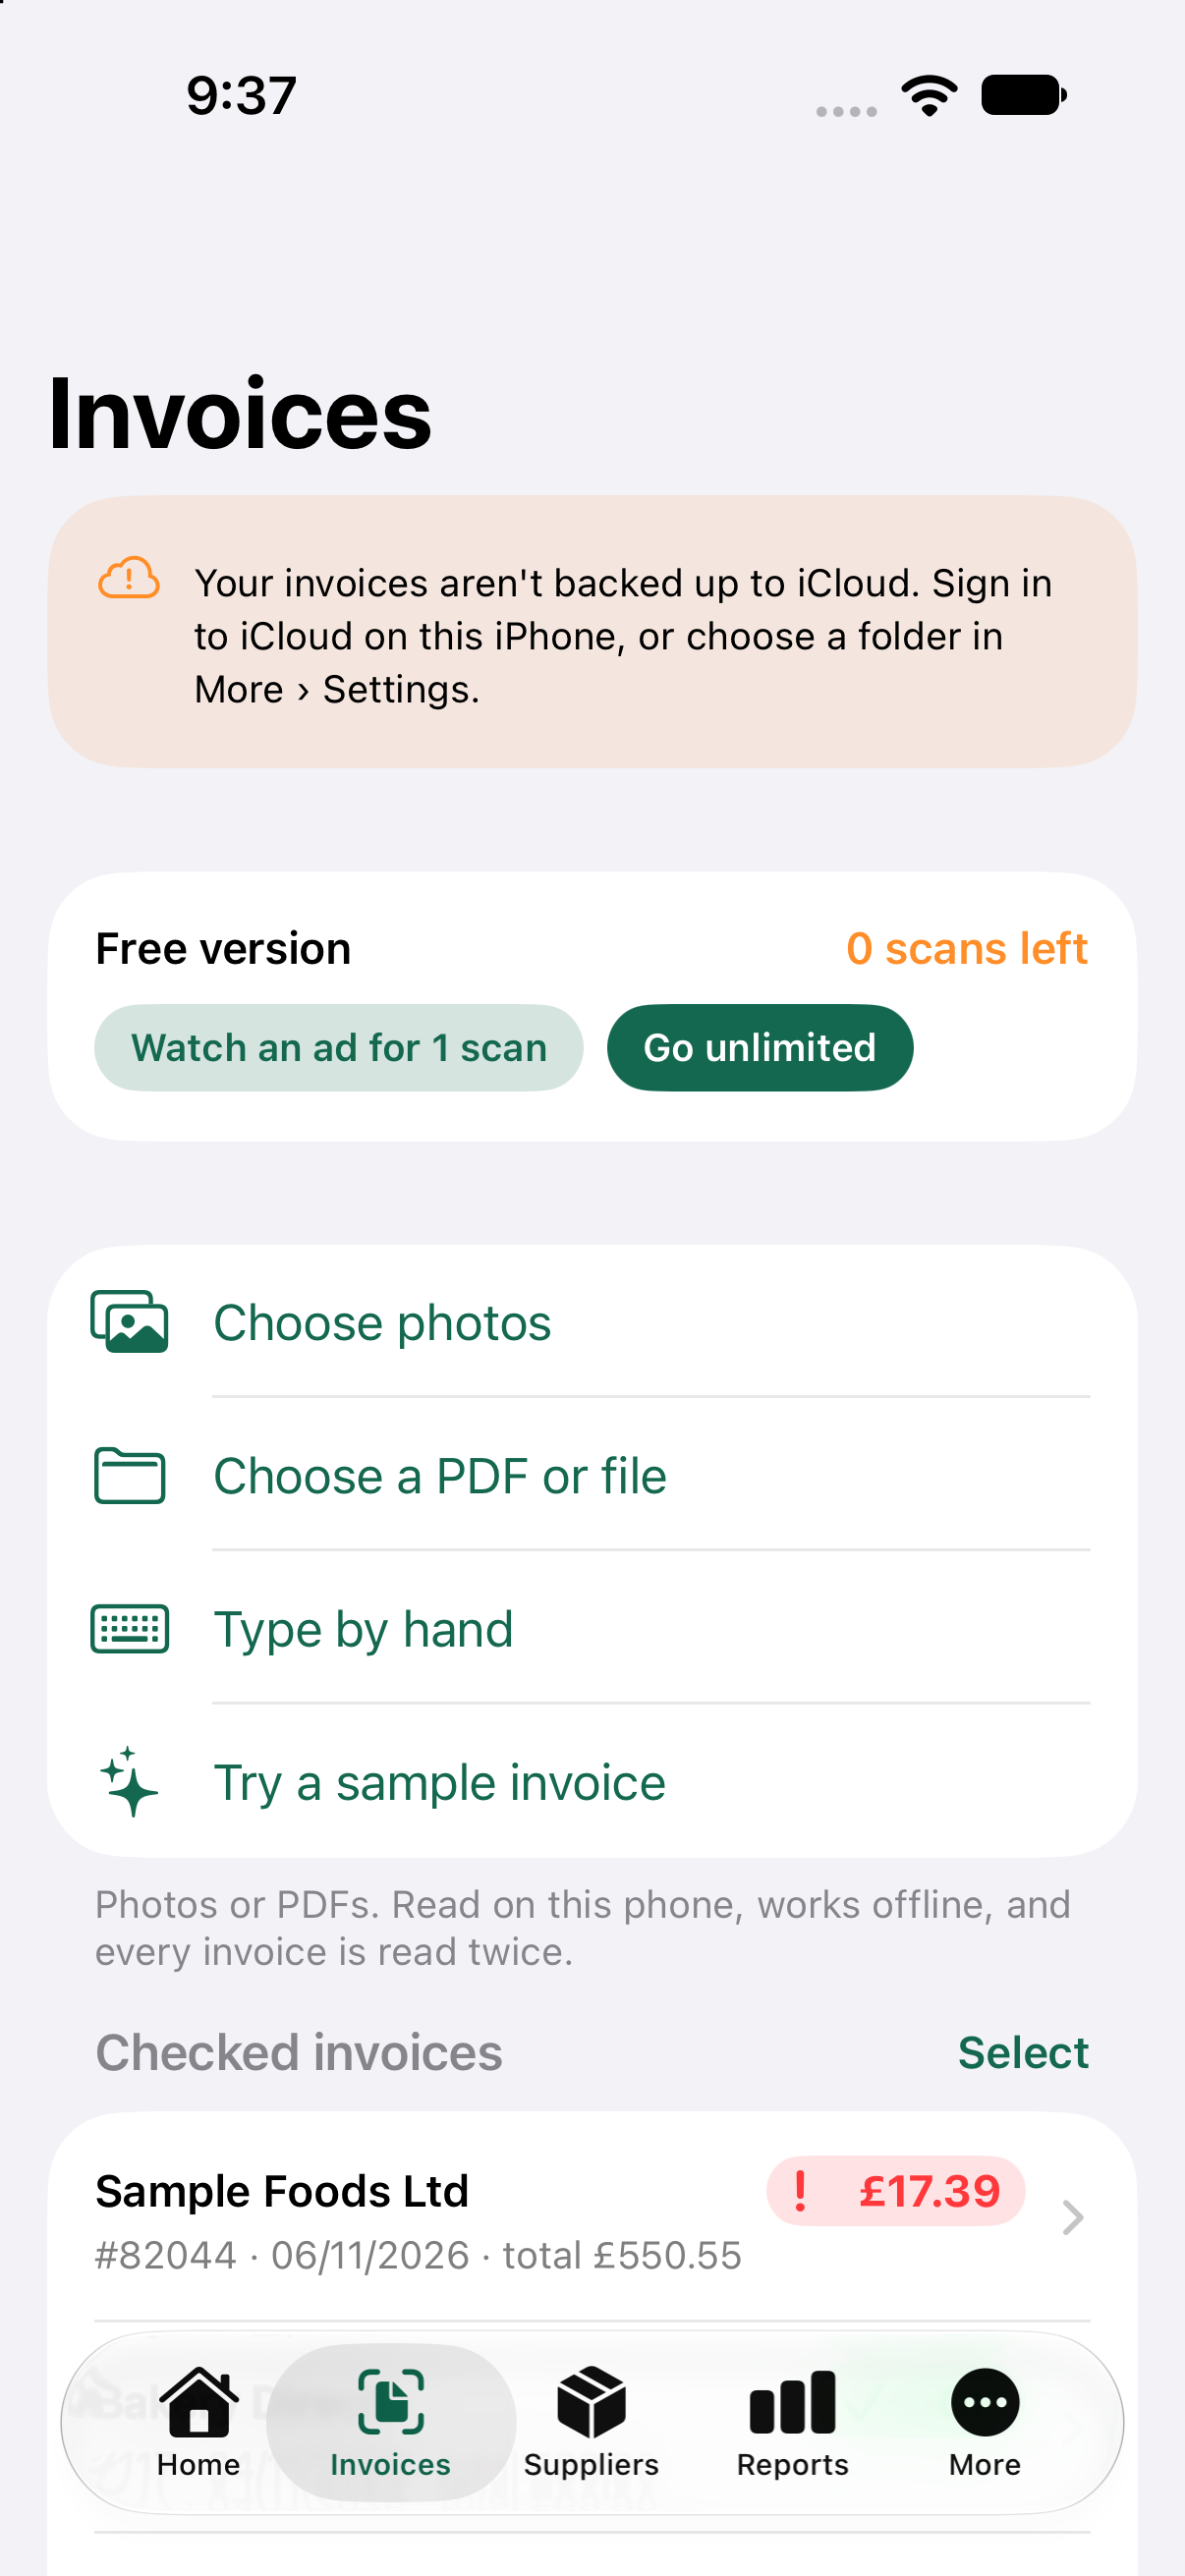 9:37
Invoices
Your invoices aren't backed up to iCloud. Sign in
to iCloud on this iPhone, or choose a folder in
More › Settings.
Free version
0 scans left
Watch an ad for 1 scan
Go unlimited
Choose photos
Choose a PDF or file
Type by hand
Try a sample invoice
Photos or PDFs. Read on this phone, works offline, and
every invoice is read twice.
Checked invoices
Select
Sample Foods Ltd
! £17.39
#82044 · 06/11/2026 · total £550.55
Home
Invoices
Suppliers
Reports
More